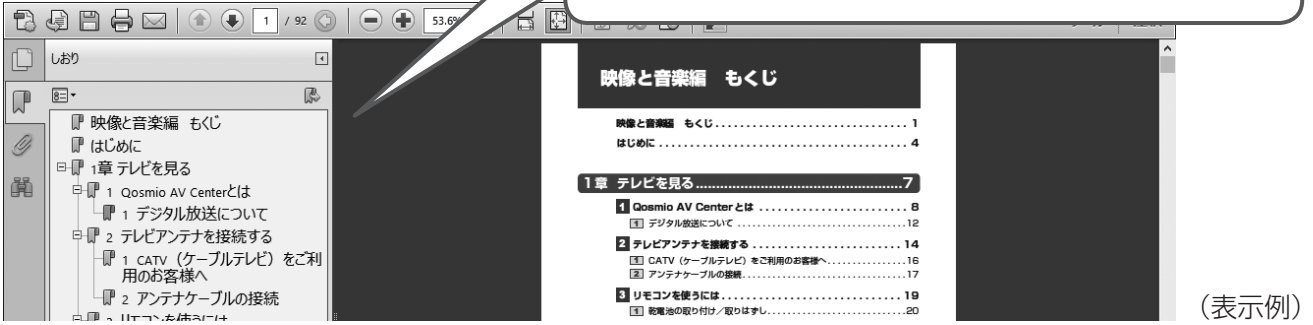 1 / 92
53.6%
しおり
映像と音楽編 もくじ
はじめに
1章 テレビを見る
1 Qosmio AV Centerとは
1 デジタル放送について
2 テレビアンテナを接続する
1 CATV（ケーブルテレビ）をご利
用のお客様へ
2 アンテナケーブルの接続
映像と音楽編 もくじ
映像と音楽編 もくじ................................ 1
はじめに........................................ 4
1章 テレビを見る...................................................7
1 Qosmio AV Centerとは ........................ 8
1 デジタル放送について .................................12
2 テレビアンテナを接続する ........................ 14
1 CATV（ケーブルテレビ）をご利用のお客様へ................16
2 アンテナケーブルの接続................................17
3 リモコンを使うには............................. 19
1 乾電池の取り付け／取りはずし...........................20
（表示例）